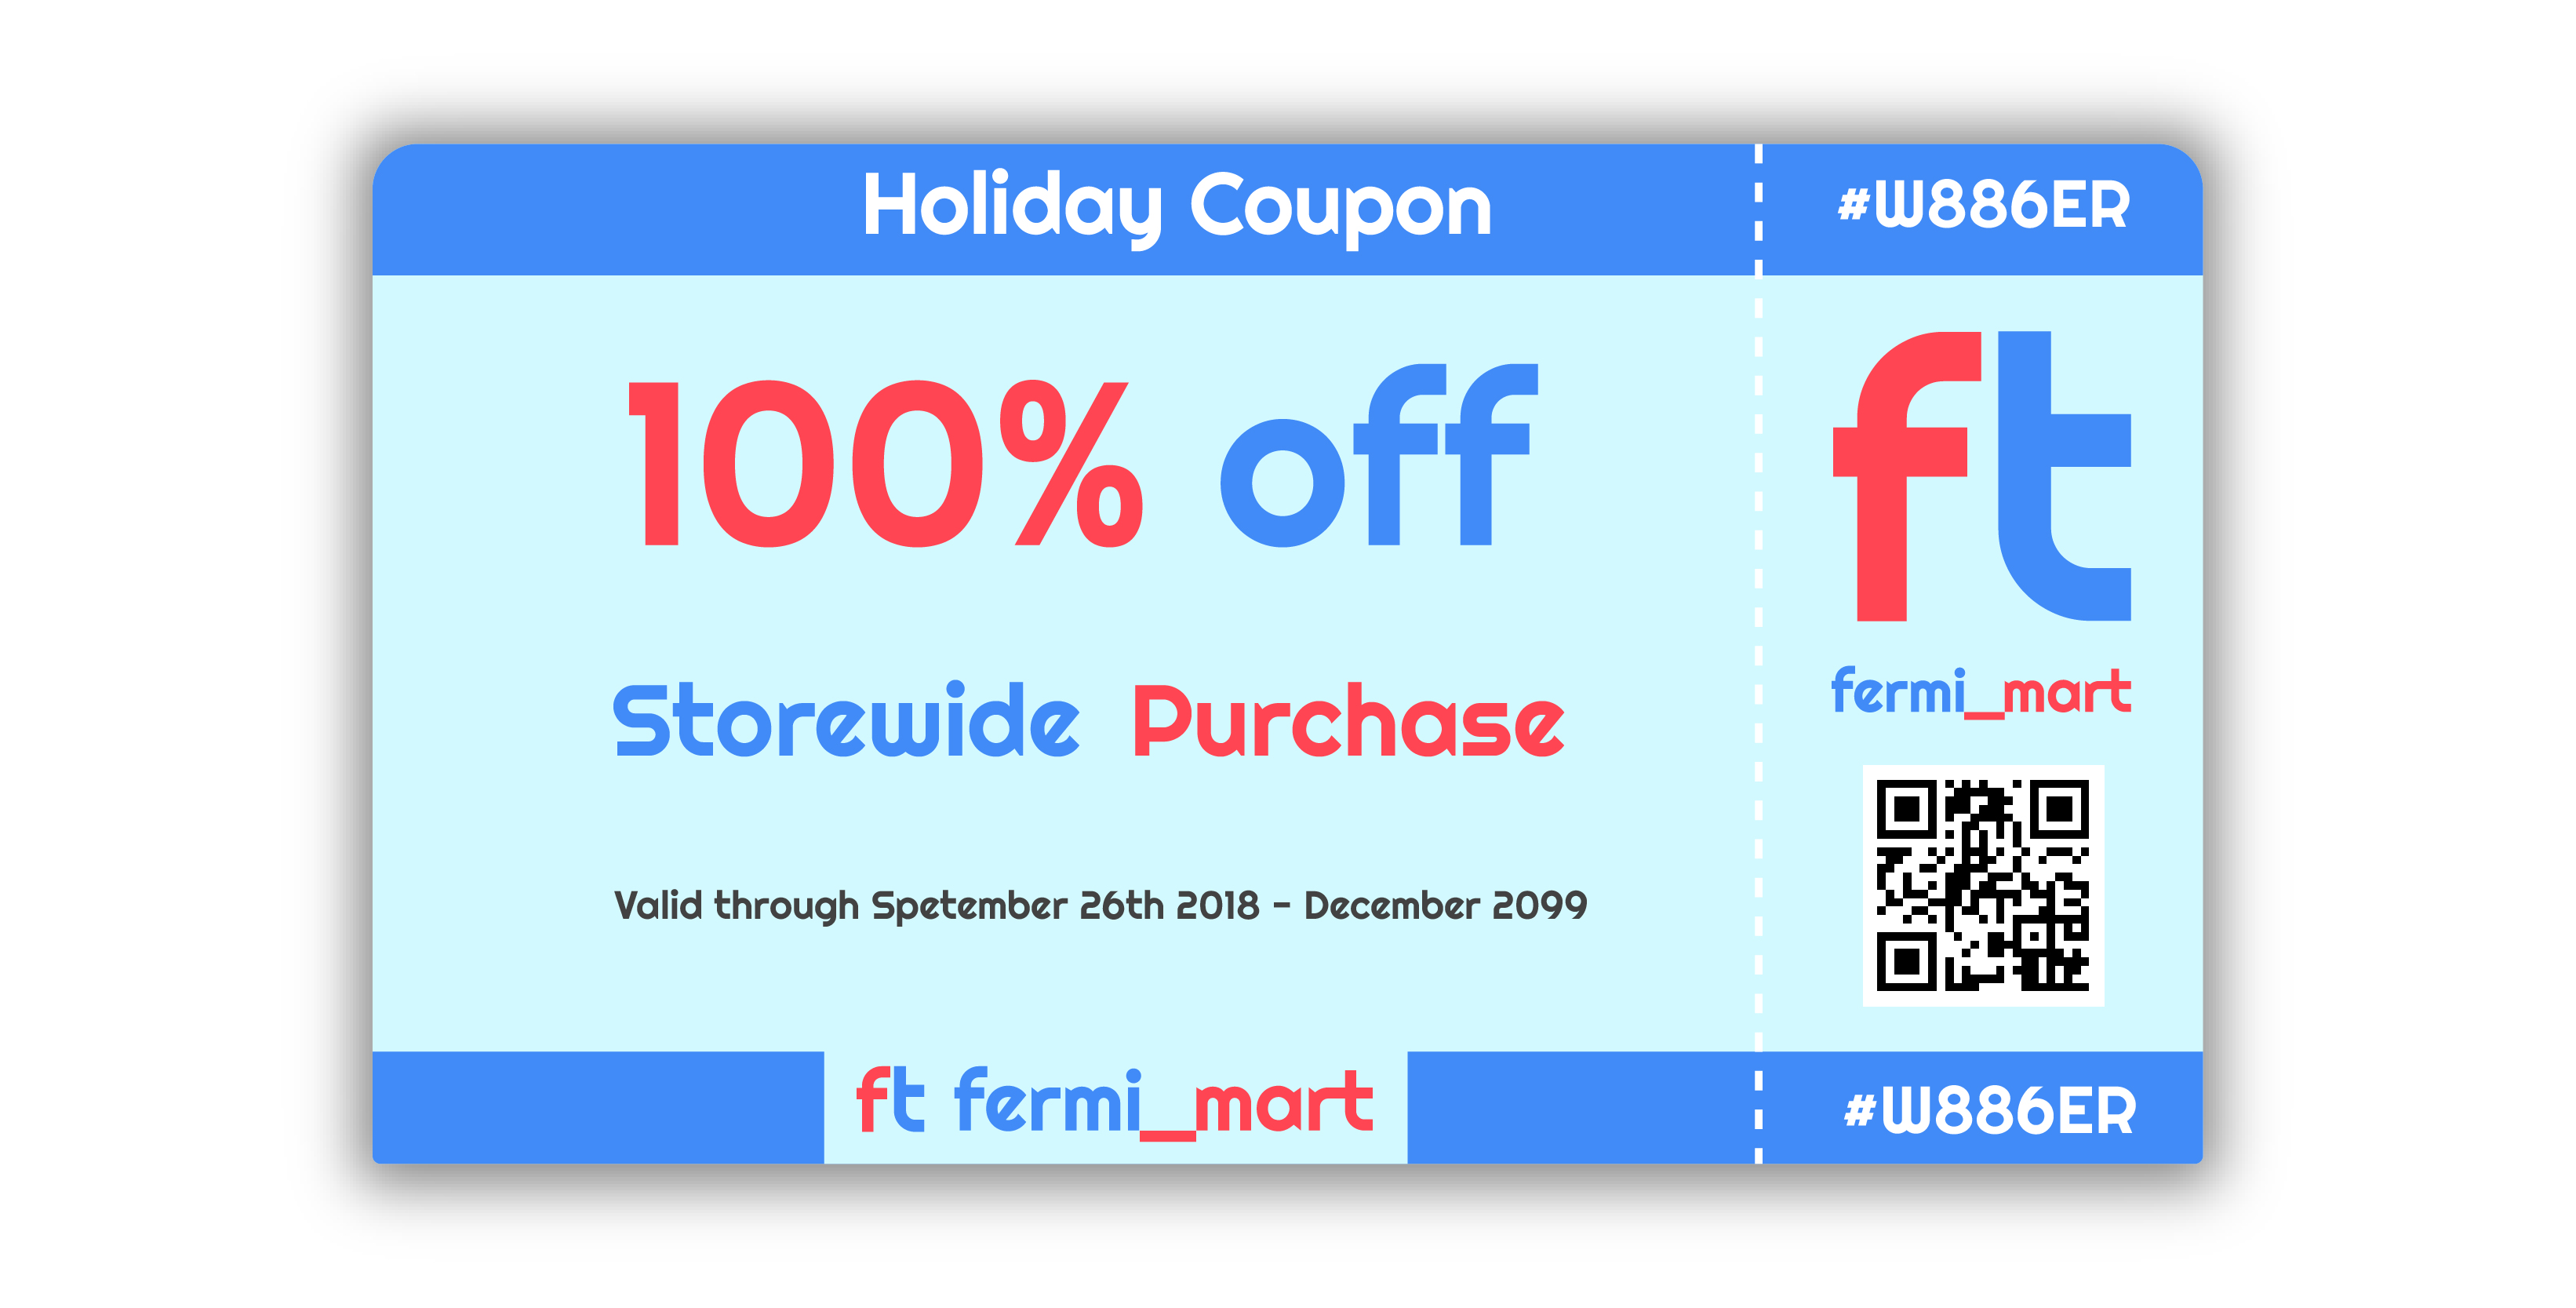 Holiday Coupon
#W886ER
100% off
Storewide Purchase
Valid through Spetember 26th 2018 - December 2099
ft
fermi_mart
ft fermi_mart
#W886ER